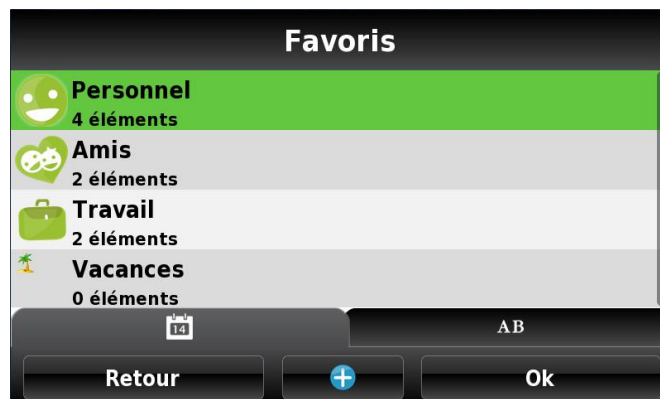 Favoris
Personnel
4 éléments
Amis
2 éléments
Travail
2 éléments
Vacances
0 éléments
14
AB
Retour
Ok